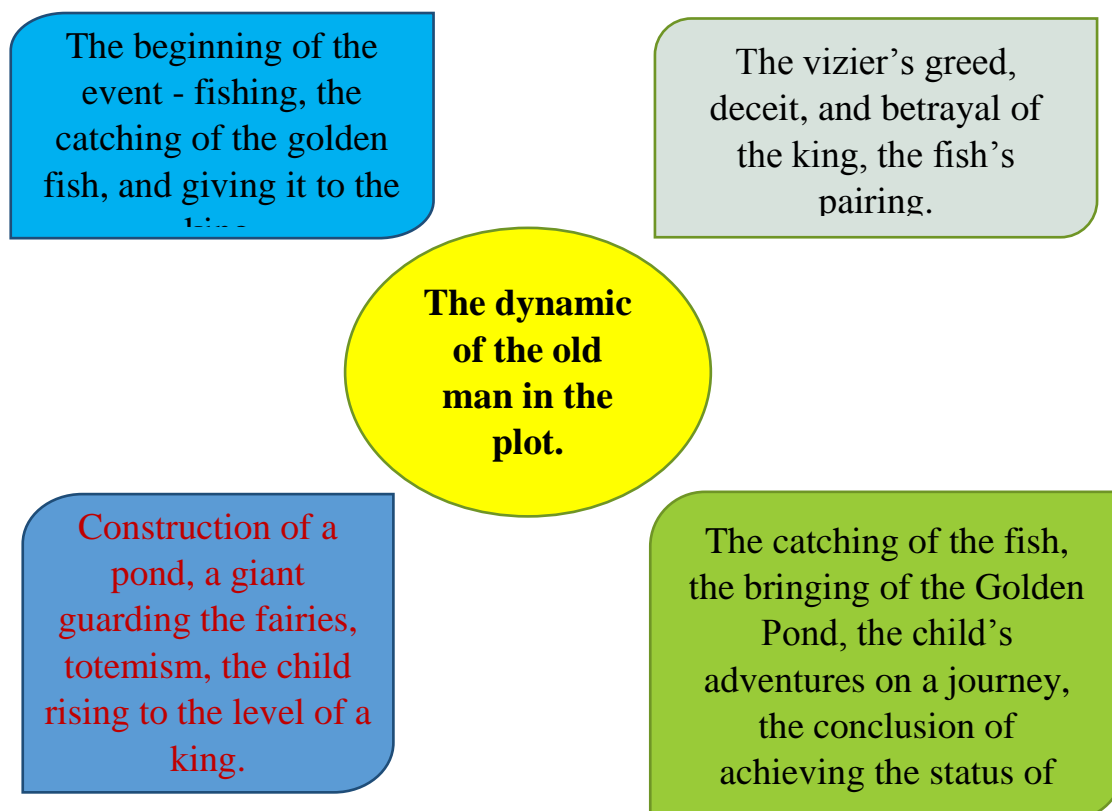 The beginning of the
event - fishing, the
catching of the golden
fish, and giving it to the
The vizier’s greed,
deceit, and betrayal of
the king, the fish’s
pairing.
The dynamic
of the old
man in the
plot.
Construction of a
pond, a giant
guarding the fairies,
totemism, the child
rising to the level of a
king.
The catching of the fish,
the bringing of the Golden
Pond, the child’s
adventures on a journey,
the conclusion of
achieving the status of